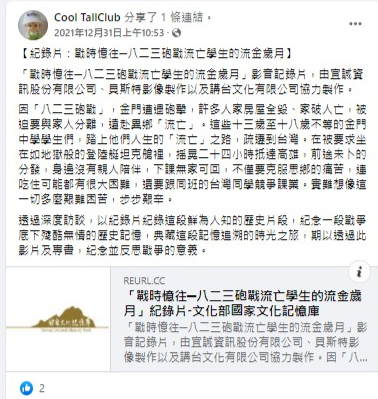 Cool TallClub 分享了 1 條連結。
2021年12月31日上午10:53 ·
【紀錄片：戰時憶往—八二三砲戰流亡學生的流金歲月】
「戰時憶往—八二三砲戰流亡學生的流金歲月」影音記錄片，由宜誠資
訊股份有限公司、貝斯特影像製作以及講台文化有限公司協力製作。
因「八二三砲戰」，金門遭遇砲擊，許多人家房屋全毀、家破人亡，被
迫要與家人分離，遠赴異鄉「流亡」。這些十三歲至十八歲不等的金門
中學學生們，踏上他們人生的「流亡」之路，疏遷到台灣。在被要求坐
在如地獄般的登陸艇坦克艙裡，搖晃二十四小時抵達高雄，前途未卜的
分發，身邊沒有親人陪伴，下課無家可回，不僅要克服思鄉的痛苦，連
吃住可能都有很大困難，還要跟同班的台灣同學競爭課業。實難想像這
一切多麼艱難困苦，步步艱辛。
透過深度訪談，以紀錄片紀錄這段鮮為人知的歷史片段，紀念一段戰爭
底下殘酷無情的歷史記憶，典藏這段記憶追溯的時光之旅，期以透過此
影片及專書，紀念並反思戰爭的意義。
REURL.CC
「戰時憶往—八二三砲戰流亡學生的流金歲
月」紀錄片-文化部國家文化記憶庫
「戰時憶往—八二三砲戰流亡學生的流金歲月」影
音記錄片，由宜誠資訊股份有限公司、貝斯特影
像製作以及講台文化有限公司協力製作。因「八…
2